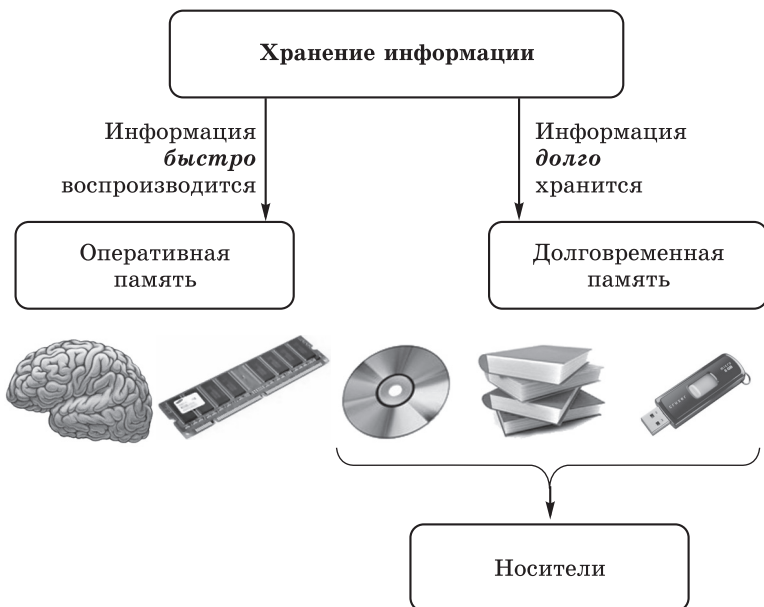 Хранение информации
Информация
быстро
воспроизводится
Информация
долго
хранится
Оперативная
память
Долговременная
память
Носители